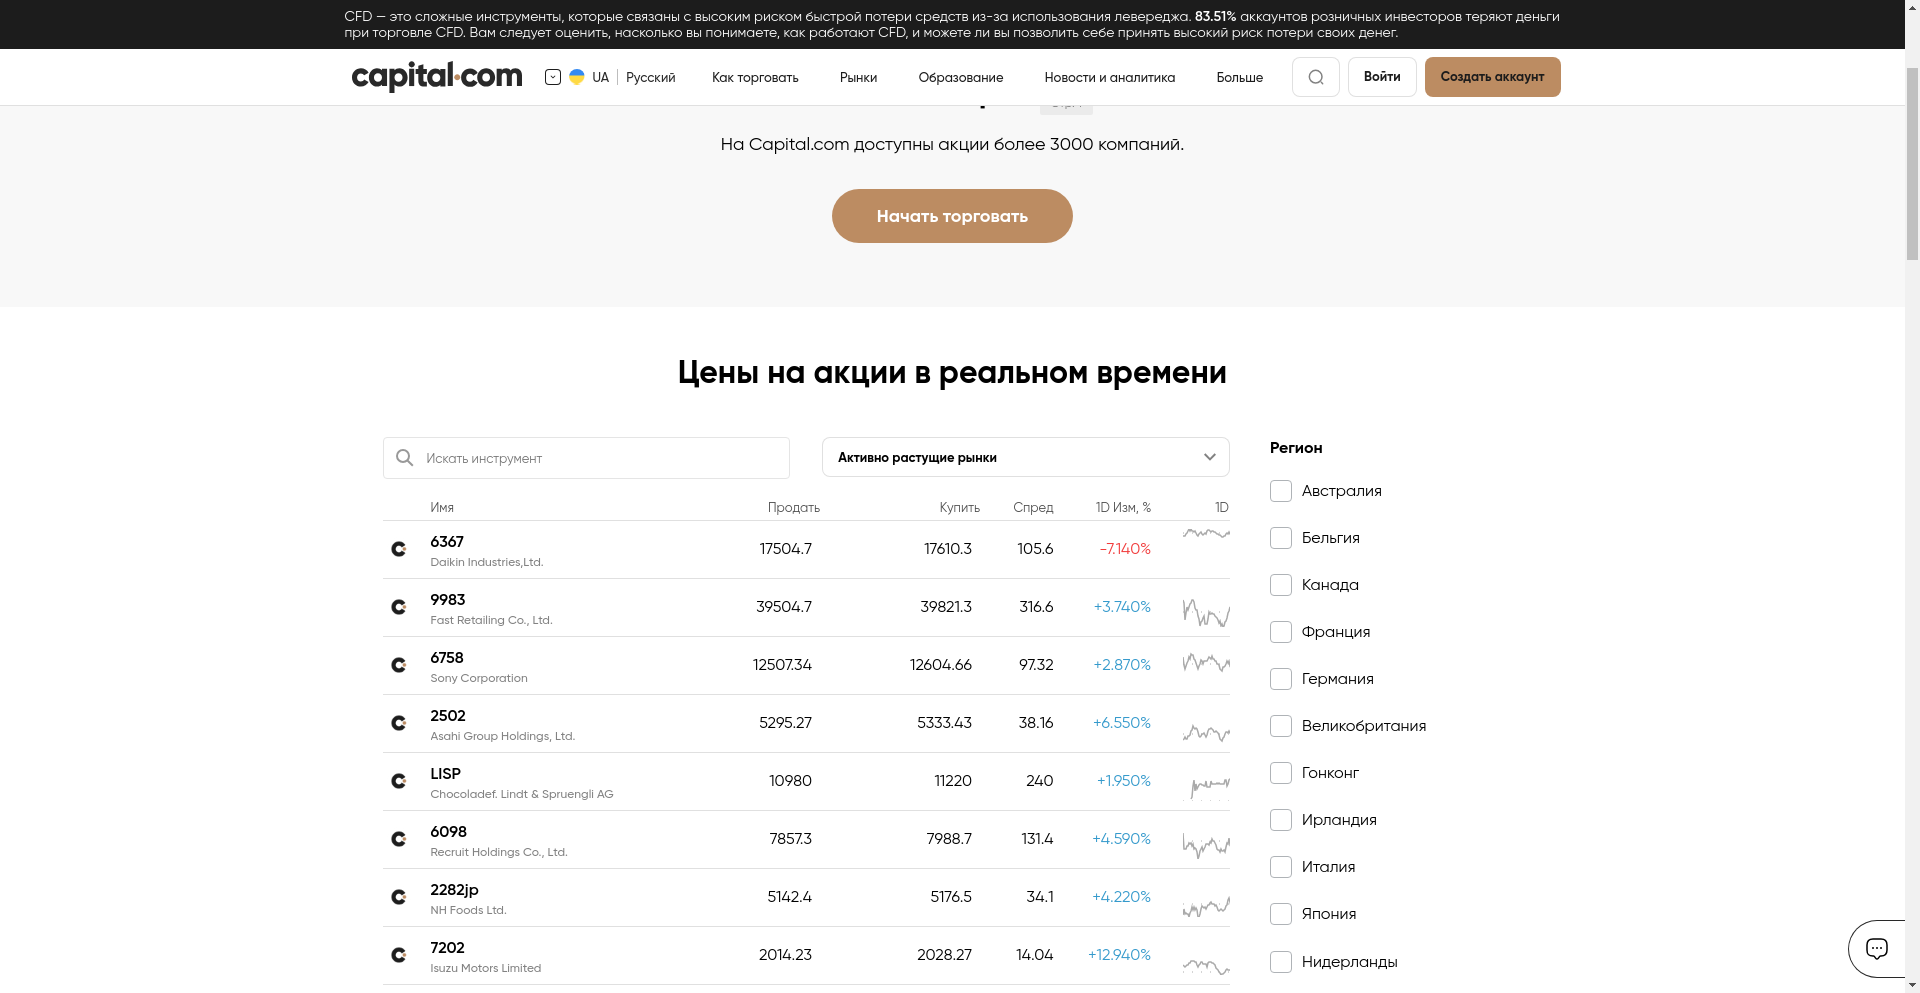 CFD — это сложные инструменты, которые связаны с высоким риском быстрой потери средств из-за использования левереджа. 83.51% аккаунтов розничных инвесторов теряют деньги
при торговле CFD. Вам следует оценить, насколько вы понимаете, как работают CFD, и можете ли вы позволить себе принять высокий риск потери своих денег.
capital.com UA Русский Как торговать Рынки Образование Новости и аналитика Больше Войти Создать аккаунт
На Capital.com доступны акции более 3000 компаний.
Начать торговать
Цены на акции в реальном времени
Искать инструмент
Активно растущие рынки
Имя Продать Купить Спред 1D Изм, % 1D
6367 17504.7 17610.3 105.6 -7.140%
Daikin Industries,Ltd.
9983 39504.7 39821.3 316.6 +3.740%
Fast Retailing Co., Ltd.
6758 12507.34 12604.66 97.32 +2.870%
Sony Corporation
2502 5295.27 5333.43 38.16 +6.550%
Asahi Group Holdings, Ltd.
LISP 10980 11220 240 +1.950%
Chocoladef. Lindt & Spruengli AG
6098 7857.3 7988.7 131.4 +4.590%
Recruit Holdings Co., Ltd.
2282jp 5142.4 5176.5 34.1 +4.220%
NH Foods Ltd.
7202 2014.23 2028.27 14.04 +12.940%
Isuzu Motors Limited
Регион
Австралия
Бельгия
Канада
Франция
Германия
Великобритания
Гонконг
Ирландия
Италия
Япония
Нидерланды